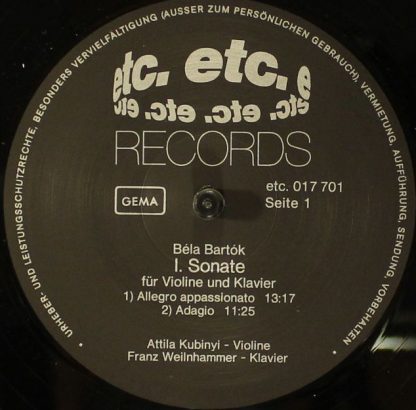 URHEBER- UND LEISTUNGSSCHUTZRECHTE, BESONDERS VERVIELFÄLTIGUNG (AUSSER ZUM PERSÖNLICHEN GEBRAUCH), VERMIETUNG, AUFFÜHRUNG, SENDUNG, VORBEHALTEN •
etc. etc. e
etc. etc. etc.
RECORDS
GEMA
etc. 017 701
Seite 1
Béla Bartók
I. Sonate
für Violine und Klavier
1) Allegro appassionato 13:17
2) Adagio 11:25
Attila Kubinyi - Violine
Franz Weilnhammer - Klavier